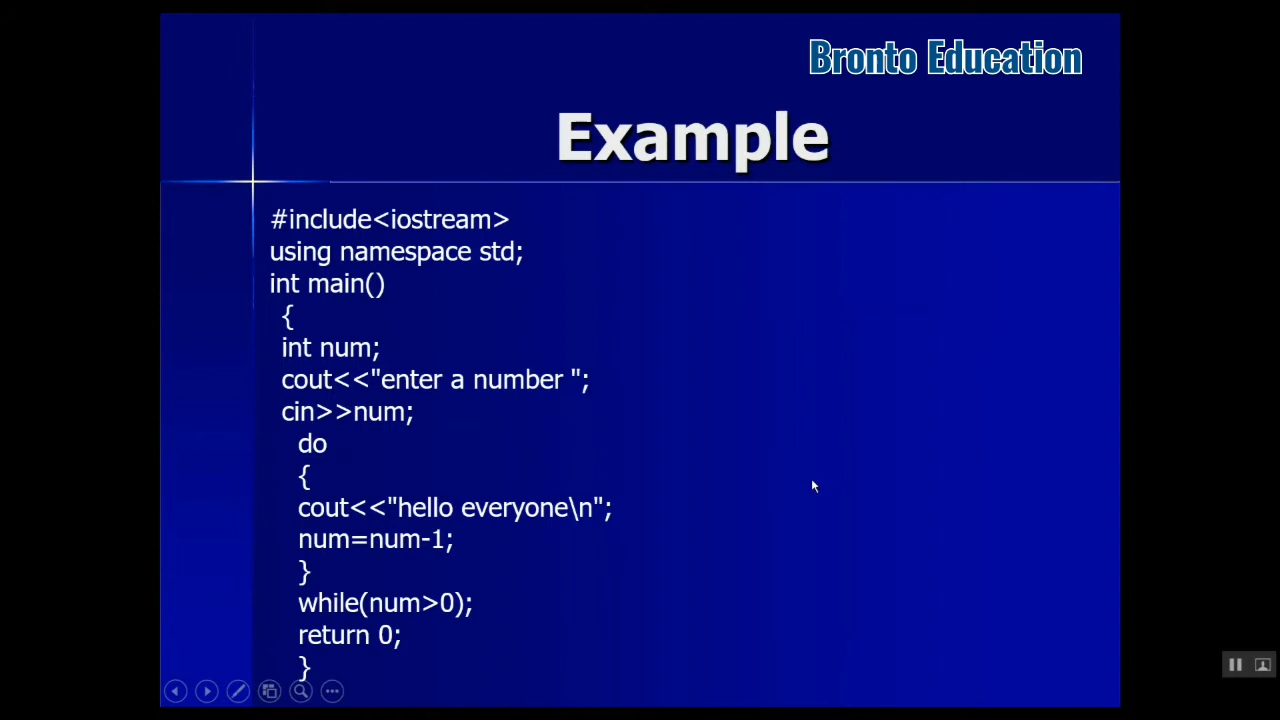 Bronto Education
Example
#include<iostream>
using namespace std;
int main()
{
int num;
cout<<"enter a number ";
cin>>num;
do
{
cout<<"hello everyone\n";
num=num-1;
}
while(num>0);
return 0;
}